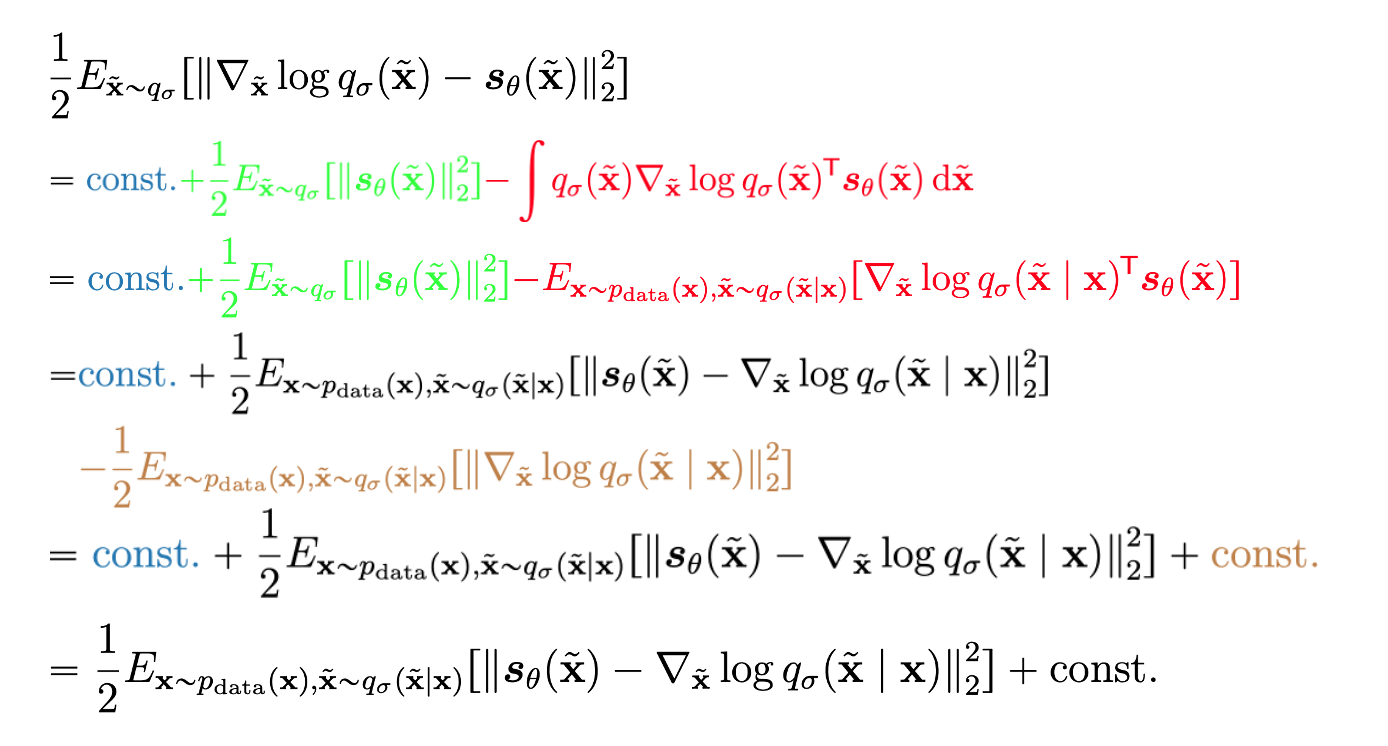 $\frac{1}{2} E_{\tilde{\mathbf{x}} \sim q_\sigma} [\| \nabla_{\tilde{\mathbf{x}}} \log q_\sigma(\tilde{\mathbf{x}}) - \boldsymbol{s}_\theta(\tilde{\mathbf{x}}) \|_2^2]$
$= \text{const.} + \frac{1}{2} E_{\tilde{\mathbf{x}} \sim q_\sigma} [\| \boldsymbol{s}_\theta(\tilde{\mathbf{x}}) \|_2^2] - \int q_\sigma(\tilde{\mathbf{x}}) \nabla_{\tilde{\mathbf{x}}} \log q_\sigma(\tilde{\mathbf{x}})^\mathsf{T} \boldsymbol{s}_\theta(\tilde{\mathbf{x}}) \, \mathrm{d}\tilde{\mathbf{x}}$
$= \text{const.} + \frac{1}{2} E_{\tilde{\mathbf{x}} \sim q_\sigma} [\| \boldsymbol{s}_\theta(\tilde{\mathbf{x}}) \|_2^2] - E_{\mathbf{x} \sim p_{\text{data}}(\mathbf{x}), \tilde{\mathbf{x}} \sim q_\sigma(\tilde{\mathbf{x}} \mid \mathbf{x})} [\nabla_{\tilde{\mathbf{x}}} \log q_\sigma(\tilde{\mathbf{x}} \mid \mathbf{x})^\mathsf{T} \boldsymbol{s}_\theta(\tilde{\mathbf{x}})]$
$= \text{const.} + \frac{1}{2} E_{\mathbf{x} \sim p_{\text{data}}(\mathbf{x}), \tilde{\mathbf{x}} \sim q_\sigma(\tilde{\mathbf{x}} \mid \mathbf{x})} [\| \boldsymbol{s}_\theta(\tilde{\mathbf{x}}) - \nabla_{\tilde{\mathbf{x}}} \log q_\sigma(\tilde{\mathbf{x}} \mid \mathbf{x}) \|_2^2]$
$- \frac{1}{2} E_{\mathbf{x} \sim p_{\text{data}}(\mathbf{x}), \tilde{\mathbf{x}} \sim q_\sigma(\tilde{\mathbf{x}} \mid \mathbf{x})} [\| \nabla_{\tilde{\mathbf{x}}} \log q_\sigma(\tilde{\mathbf{x}} \mid \mathbf{x}) \|_2^2]$
$= \text{const.} + \frac{1}{2} E_{\mathbf{x} \sim p_{\text{data}}(\mathbf{x}), \tilde{\mathbf{x}} \sim q_\sigma(\tilde{\mathbf{x}} \mid \mathbf{x})} [\| \boldsymbol{s}_\theta(\tilde{\mathbf{x}}) - \nabla_{\tilde{\mathbf{x}}} \log q_\sigma(\tilde{\mathbf{x}} \mid \mathbf{x}) \|_2^2] + \text{const.}$
$= \frac{1}{2} E_{\mathbf{x} \sim p_{\text{data}}(\mathbf{x}), \tilde{\mathbf{x}} \sim q_\sigma(\tilde{\mathbf{x}} \mid \mathbf{x})} [\| \boldsymbol{s}_\theta(\tilde{\mathbf{x}}) - \nabla_{\tilde{\mathbf{x}}} \log q_\sigma(\tilde{\mathbf{x}} \mid \mathbf{x}) \|_2^2] + \text{const.}$